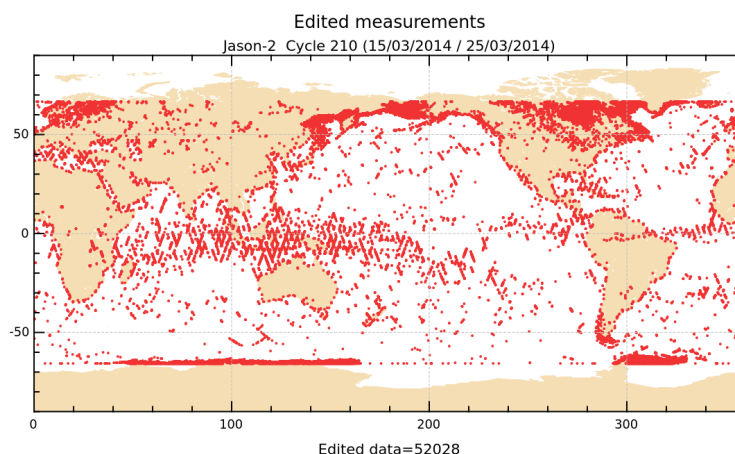 Edited measurements
Jason-2 Cycle 210 (15/03/2014 / 25/03/2014)
50
0
-50
0 100 200 300
Edited data=52028